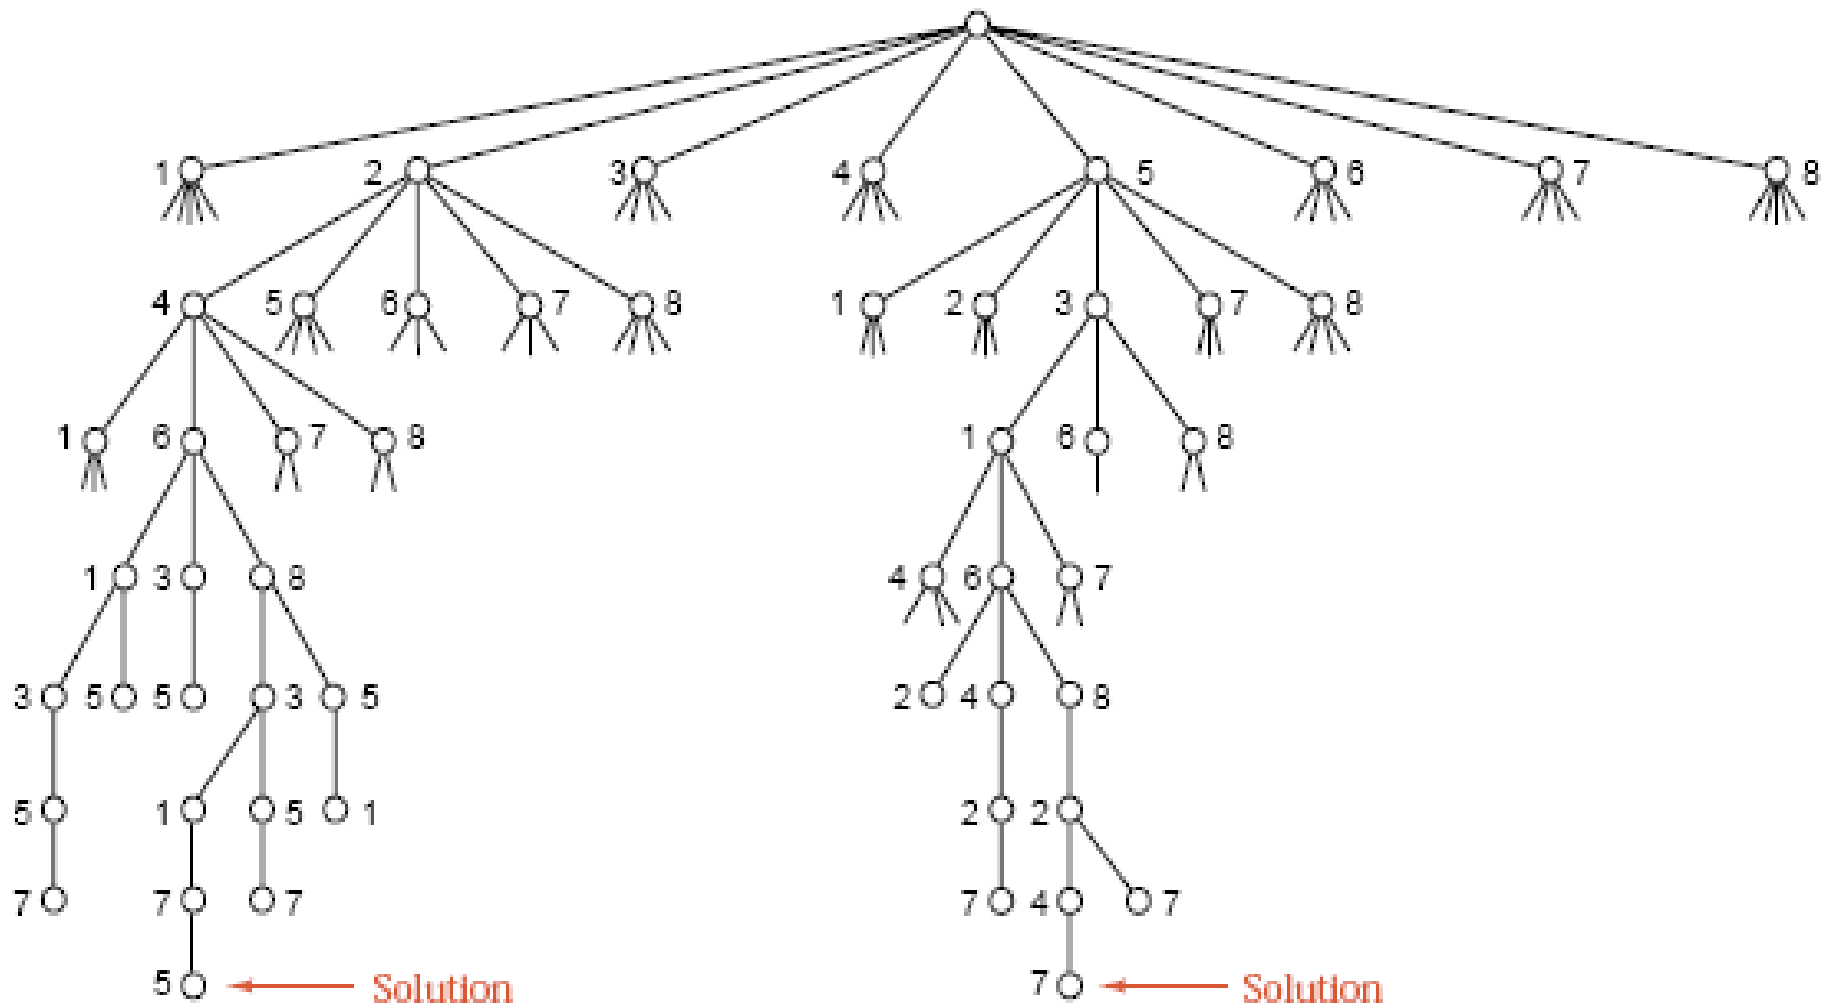 1 2 3 4 5 6 7 8
4 5 6 7 8 1 2 3 7 8
1 6 7 8 1 6 8
1 3 8 4 6 7
3 5 5 3 5 2 4 8
5 1 5 1 2 2
7 7 7 7 4 7
5 Solution 7 Solution